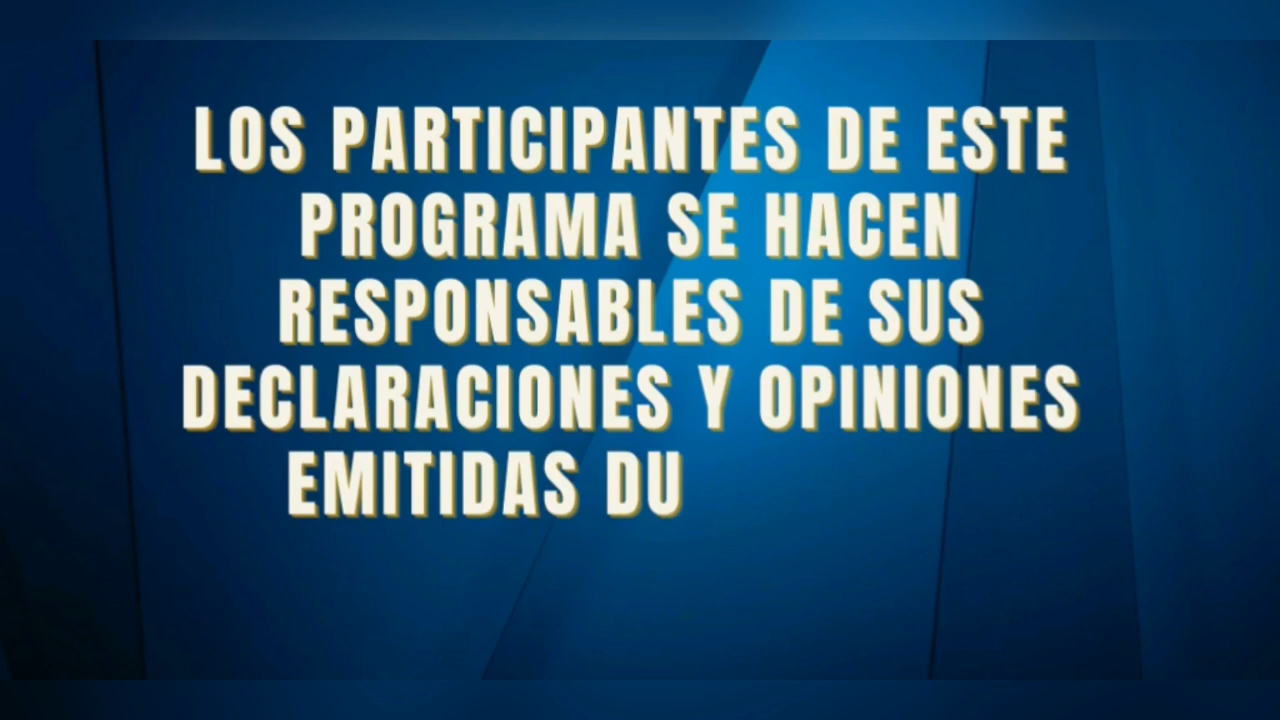 LOS PARTICIPANTES DE ESTE
PROGRAMA SE HACEN
RESPONSABLES DE SUS
DECLARACIONES Y OPINIONES
EMITIDAS DU